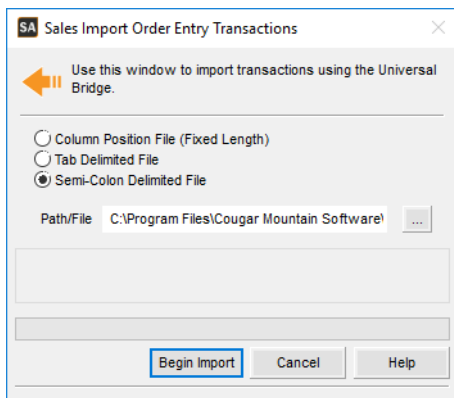 SA Sales Import Order Entry Transactions
Use this window to import transactions using the Universal
Bridge.
Column Position File (Fixed Length)
Tab Delimited File
Semi-Colon Delimited File
Path/File C:\Program Files\Cougar Mountain Software\ ...
Begin Import Cancel Help